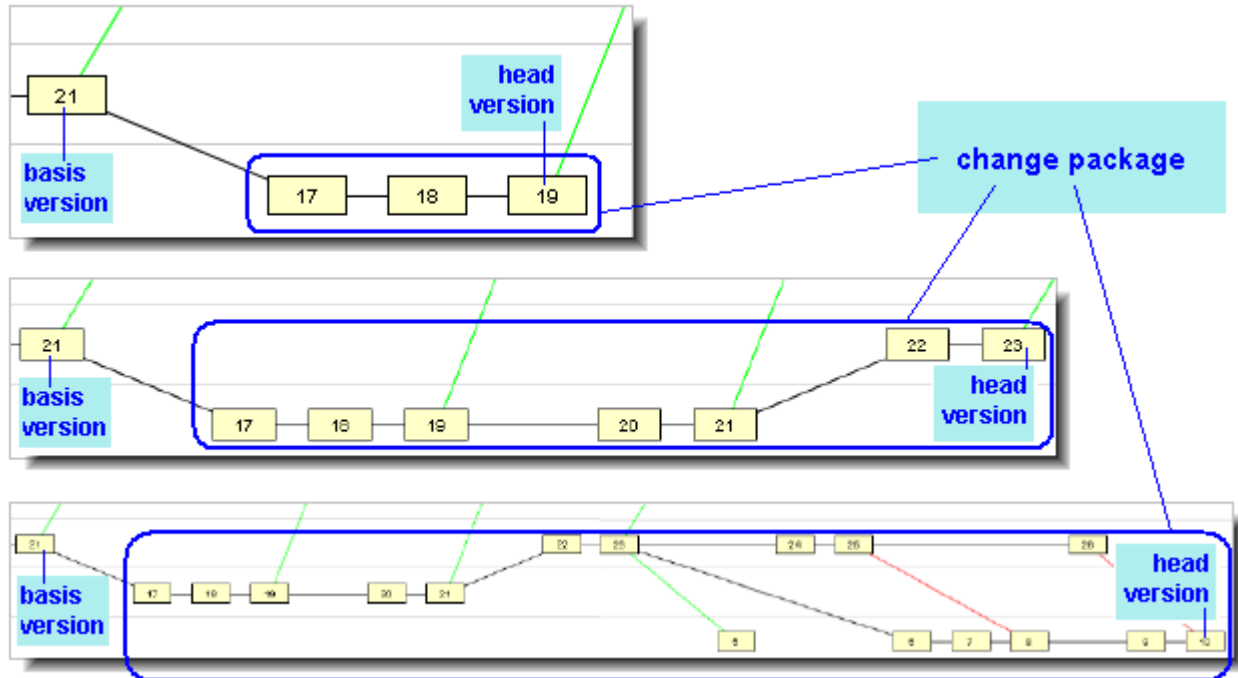 21
head
version
basis
version
17 18 19
change package
21 22 23
basis
version
head
version
17 18 19 20 21
21 22 23 24 25 26
17 18 19 20 21
basis
version
head
version
6 7 8 9 10